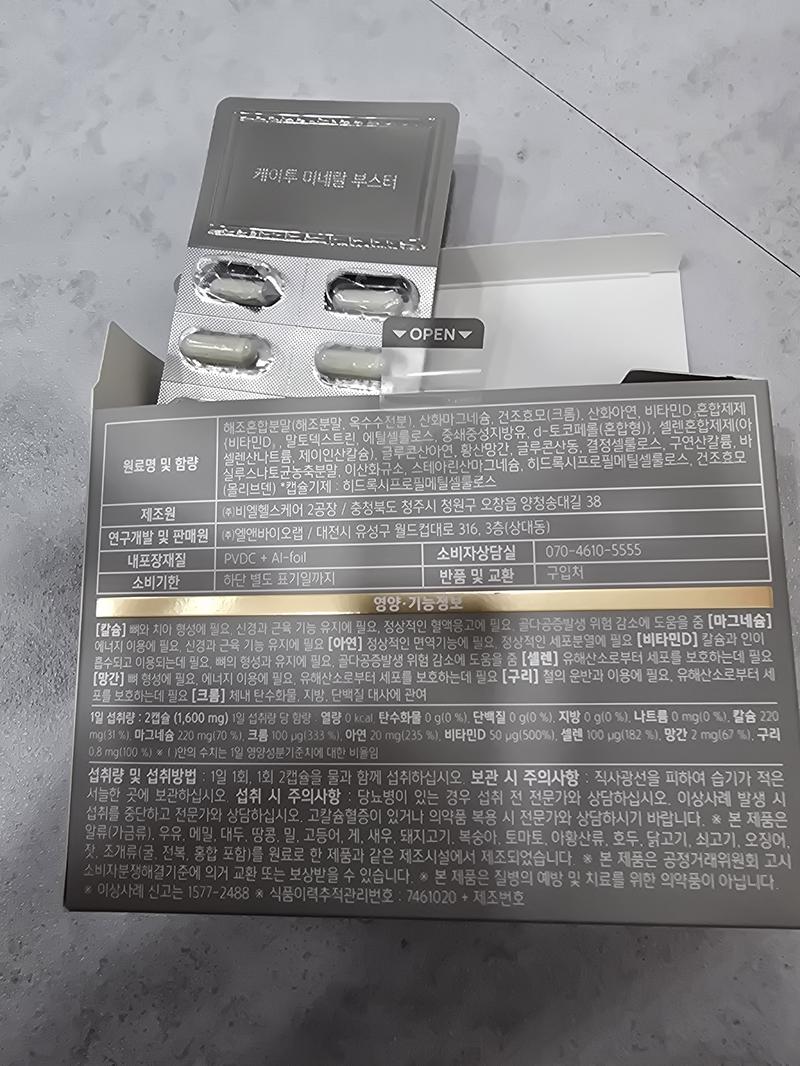 케이투 미네랄 부스터
▼OPEN▼
원료명 및 함량
해조혼합분말(해조분말, 옥수수전분), 산화마그네슘, 건조효모(크롬), 산화아연, 비타민D₃혼합제제
{비타민D₃, 말토덱스트린, 에틸셀룰로스, 중쇄중성지방유, d-토코페롤(혼합형)}, 셀렌혼합제제(아
셀렌산나트륨, 제이인산칼슘), 글루콘산아연, 황산망간, 글루콘산동, 결정셀룰로스, 구연산칼륨, 바
실루스나토균농축분말, 이산화규소, 스테아린산마그네슘, 히드록시프로필메틸셀룰로스, 건조효모
(몰리브덴) *캡슐기제 : 히드록시프로필메틸셀룰로스
제조원 ㈜비엘헬스케어 2공장 / 충청북도 청주시 청원구 오창읍 양청송대길 38
연구개발 및 판매원 ㈜엘앤바이오랩 / 대전시 유성구 월드컵대로 316, 3층(상대동)
내포장재질 PVDC + Al-foil 소비자상담실 070-4610-5555
소비기한 하단 별도 표기일까지 반품 및 교환 구입처
영양·기능정보
[칼슘] 뼈와 치아 형성에 필요, 신경과 근육 기능 유지에 필요, 정상적인 혈액응고에 필요, 골다공증발생 위험 감소에 도움을 줌 [마그네슘]
에너지 이용에 필요, 신경과 근육 기능 유지에 필요 [아연] 정상적인 면역기능에 필요, 정상적인 세포분열에 필요 [비타민D] 칼슘과 인이
흡수되고 이용되는데 필요, 뼈의 형성과 유지에 필요, 골다공증발생 위험 감소에 도움을 줌 [셀렌] 유해산소로부터 세포를 보호하는데 필요
[망간] 뼈 형성에 필요, 에너지 이용에 필요, 유해산소로부터 세포를 보호하는데 필요 [구리] 철의 운반과 이용에 필요, 유해산소로부터 세
포를 보호하는데 필요 [크롬] 체내 탄수화물, 지방, 단백질 대사에 관여
1일 섭취량 : 2캡슐 (1,600 mg) 1일 섭취량 당 함량 · 열량 0 kcal, 탄수화물 0 g(0 %), 단백질 0 g(0 %), 지방 0 g(0 %), 나트륨 0 mg(0 %), 칼슘 220
mg(31 %), 마그네슘 220 mg(70 %), 크롬 100 μg(333 %), 아연 20 mg(235 %), 비타민D 50 μg(500%), 셀렌 100 μg(182 %), 망간 2 mg(67 %), 구리
0.8 mg(100 %) ※ ( )안의 수치는 1일 영양성분기준치에 대한 비율임
섭취량 및 섭취방법 : 1일 1회, 1회 2캡슐을 물과 함께 섭취하십시오. 보관 시 주의사항 : 직사광선을 피하여 습기가 적은
서늘한 곳에 보관하십시오. 섭취 시 주의사항 : 당뇨병이 있는 경우 섭취 전 전문가와 상담하십시오. 이상사례 발생 시
섭취를 중단하고 전문가와 상담하십시오. 고칼슘혈증이 있거나 의약품 복용 시 전문가와 상담하시기 바랍니다. ※ 본 제품은
알류(가금류), 우유, 메밀, 대두, 땅콩, 밀, 고등어, 게, 새우, 돼지고기, 복숭아, 토마토, 아황산류, 호두, 닭고기, 쇠고기, 오징어,
잣, 조개류(굴, 전복, 홍합 포함)를 원료로 한 제품과 같은 제조시설에서 제조되었습니다. ※ 본 제품은 공정거래위원회 고시
소비자분쟁해결기준에 의거 교환 또는 보상받을 수 있습니다. ※ 본 제품은 질병의 예방 및 치료를 위한 의약품이 아닙니다.
※ 이상사례 신고는 1577-2488 ※ 식품이력추적관리번호 : 7461020 + 제조번호